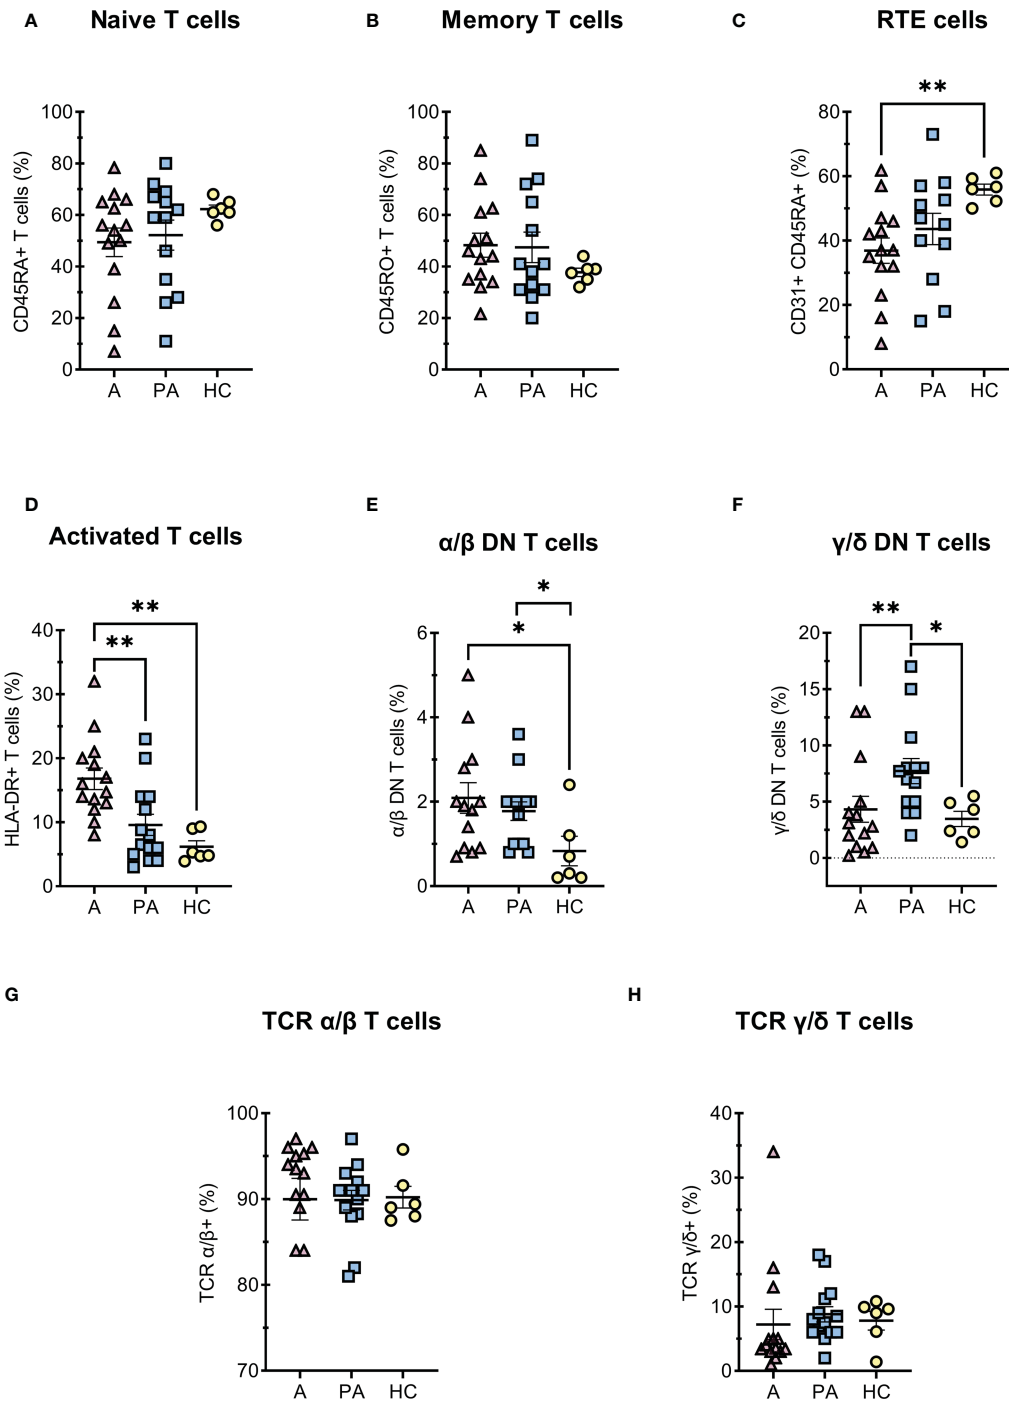 A Naive T cells
B Memory T cells
C RTE cells
CD45RA+ T cells (%)
100
80
60
40
20
0
A PA HC
CD45RO+ T cells (%)
100
80
60
40
20
0
A PA HC
CD31+ CD45RA+ (%)
**
80
60
40
20
0
A PA HC
D
Activated T cells
E
α/β DN T cells
F
γ/δ DN T cells
HLA-DR+ T cells (%)
**
**
40
30
20
10
0
A PA HC
α/β DN T cells (%)
*
*
6
4
2
0
A PA HC
γ/δ DN T cells (%)
**
*
20
15
10
5
0
A PA HC
G
TCR α/β T cells
H
TCR γ/δ T cells
TCR α/β+ (%)
100
90
80
70
A PA HC
TCR γ/δ+ (%)
40
30
20
10
0
A PA HC